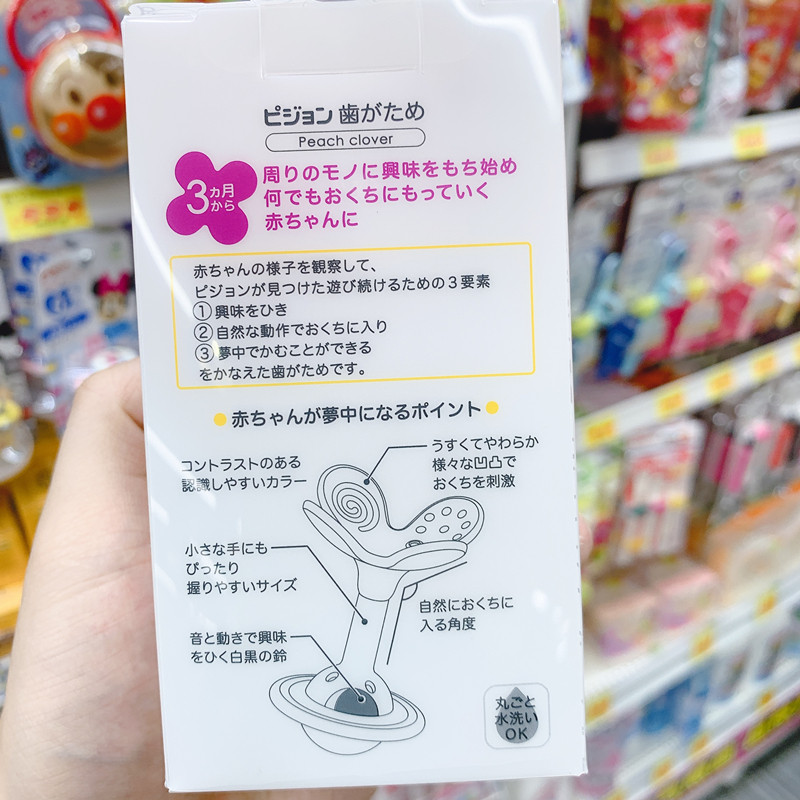 ピジョン 歯がため
Peach clover
3ヵ月から
周りのモノに興味をもち始め
何でもおくちにもっていく
赤ちゃんに
赤ちゃんの様子を観察して、
ピジョンが見つけた遊び続けるための3要素
①興味をひき
②自然な動作でおくちに入り
③夢中でかむことができる
をかなえた歯がためです。
●赤ちゃんが夢中になるポイント●
コントラストのある
認識しやすいカラー
うすくてやわらか
様々な凹凸で
おくちを刺激
小さな手にも
ぴったり
握りやすいサイズ
自然におくちに
入る角度
音と動きで興味
をひく白黒の鈴
丸ごと
水洗い
OK